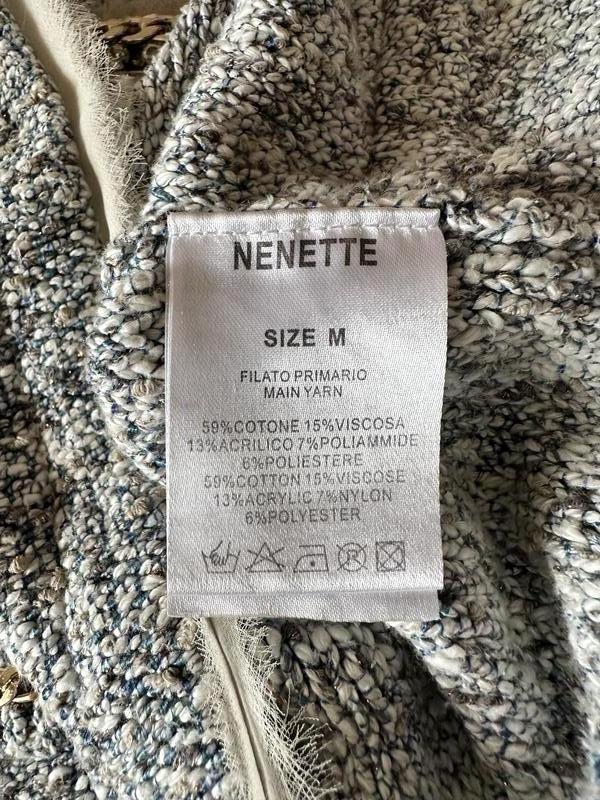 NENETTE
SIZE M
FILATO PRIMARIO
MAIN YARN
59%COTONE 15%VISCOSA
13%ACRILICO 7%POLIAMMIDE
6%POLIESTERE
59%COTTON 15%VISCOSE
13%ACRYLIC 7%NYLON
6%POLYESTER